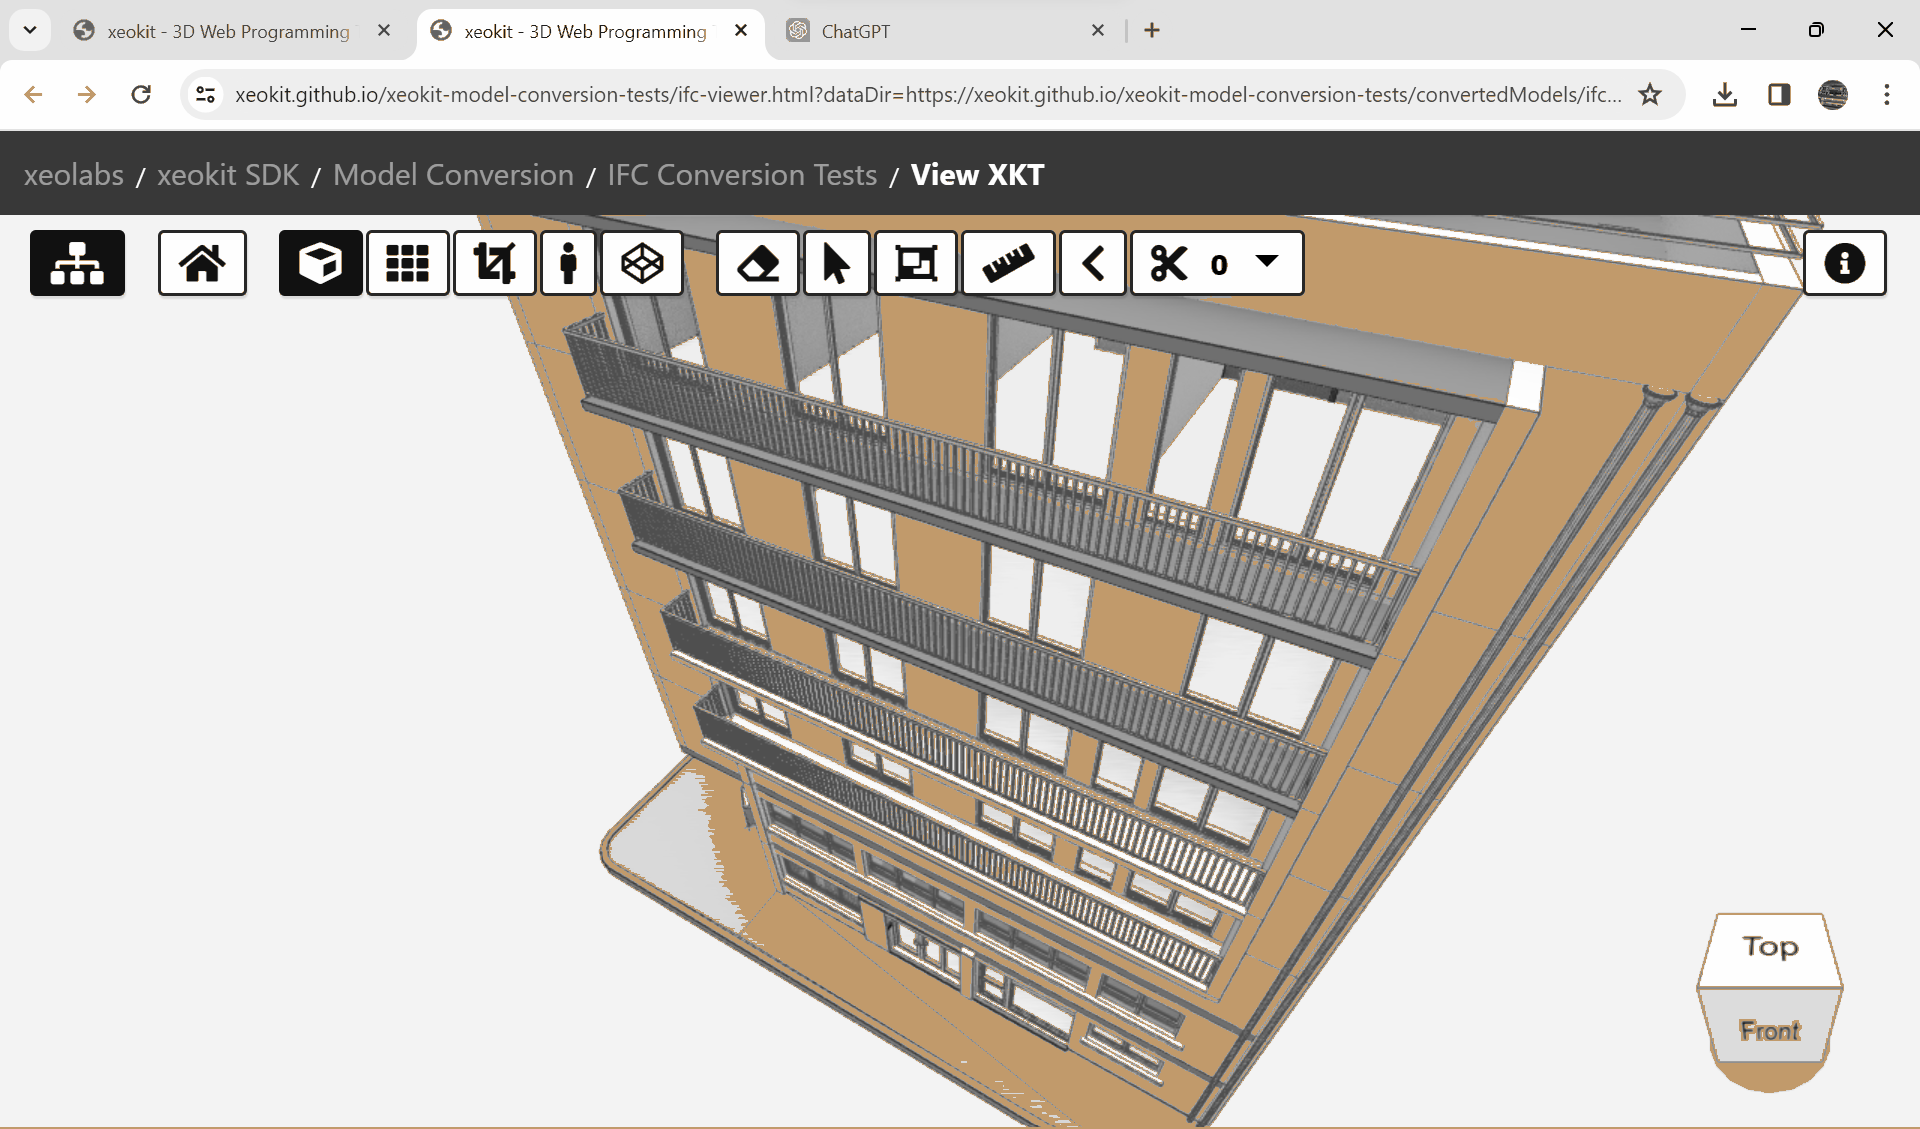 xeokit - 3D Web Programming
xeokit - 3D Web Programming
ChatGPT
xeokit.github.io/xeokit-model-conversion-tests/ifc-viewer.html?dataDir=https://xeokit.github.io/xeokit-model-conversion-tests/convertedModels/ifc...
xeolabs / xeokit SDK / Model Conversion / IFC Conversion Tests / View XKT
0
Top
Front